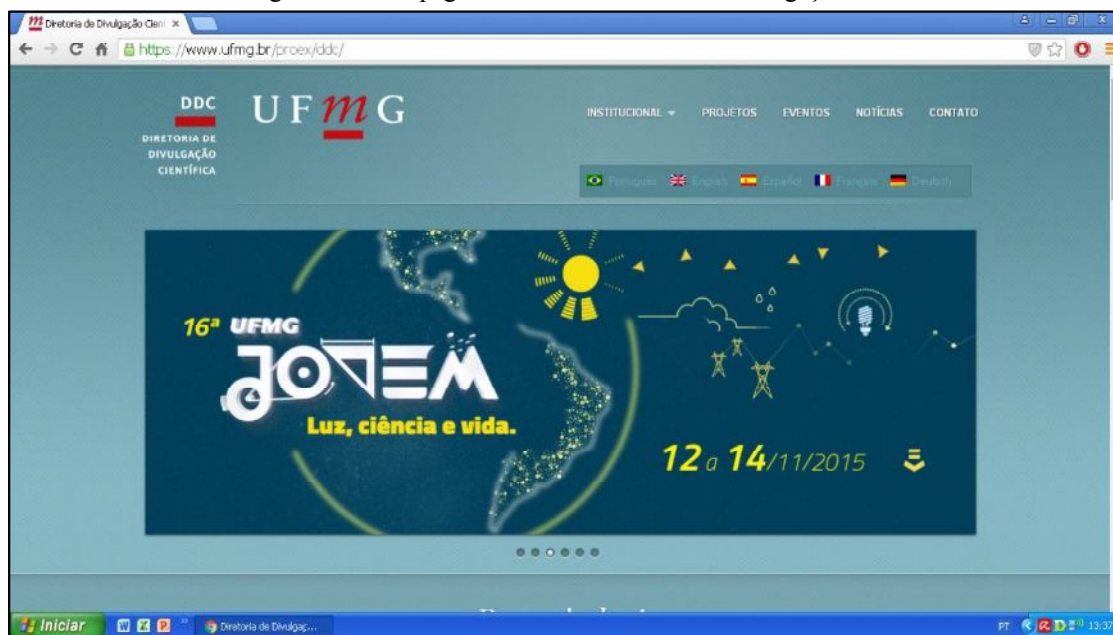 Diretoria de Divulgação Cien
https://www.ufmg.br/proex/ddc/
DDC
DIRETORIA DE
DIVULGAÇÃO
CIENTÍFICA
UFmG
INSTITUCIONAL PROJETOS EVENTOS NOTÍCIAS CONTATO
Português English Español Français Deutsch
16ª UFMG
JOVEM
Luz, ciência e vida.
12 a 14/11/2015
Iniciar
Diretoria de Divulgaç...
PT
13:37